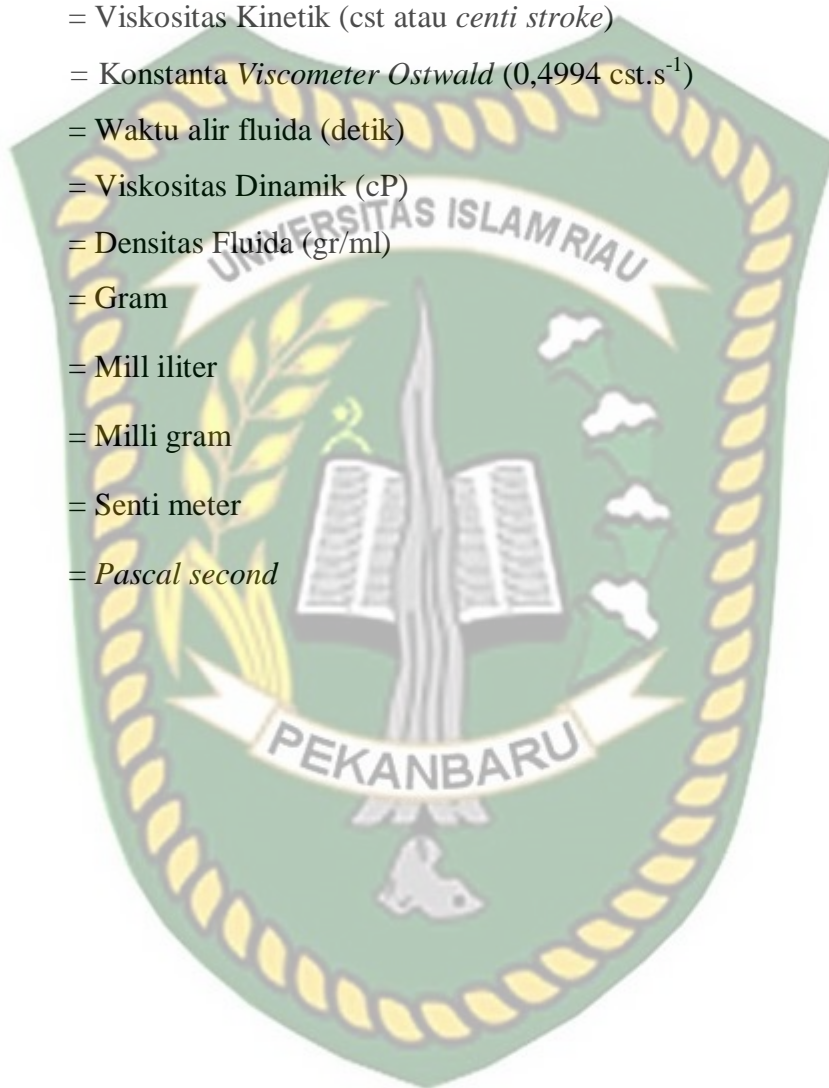 = Viskositas Kinetik (cst atau centi stroke)
= Konstanta Viscometer Ostwald (0,4994 cst.s⁻¹)
= Waktu alir fluida (detik)
= Viskositas Dinamik (cP)
= Densitas Fluida (gr/ml)
UNIVERSITAS ISLAM RIAU
= Gram
= Mill iliter
= Milli gram
= Senti meter
= Pascal second
PEKANBARU